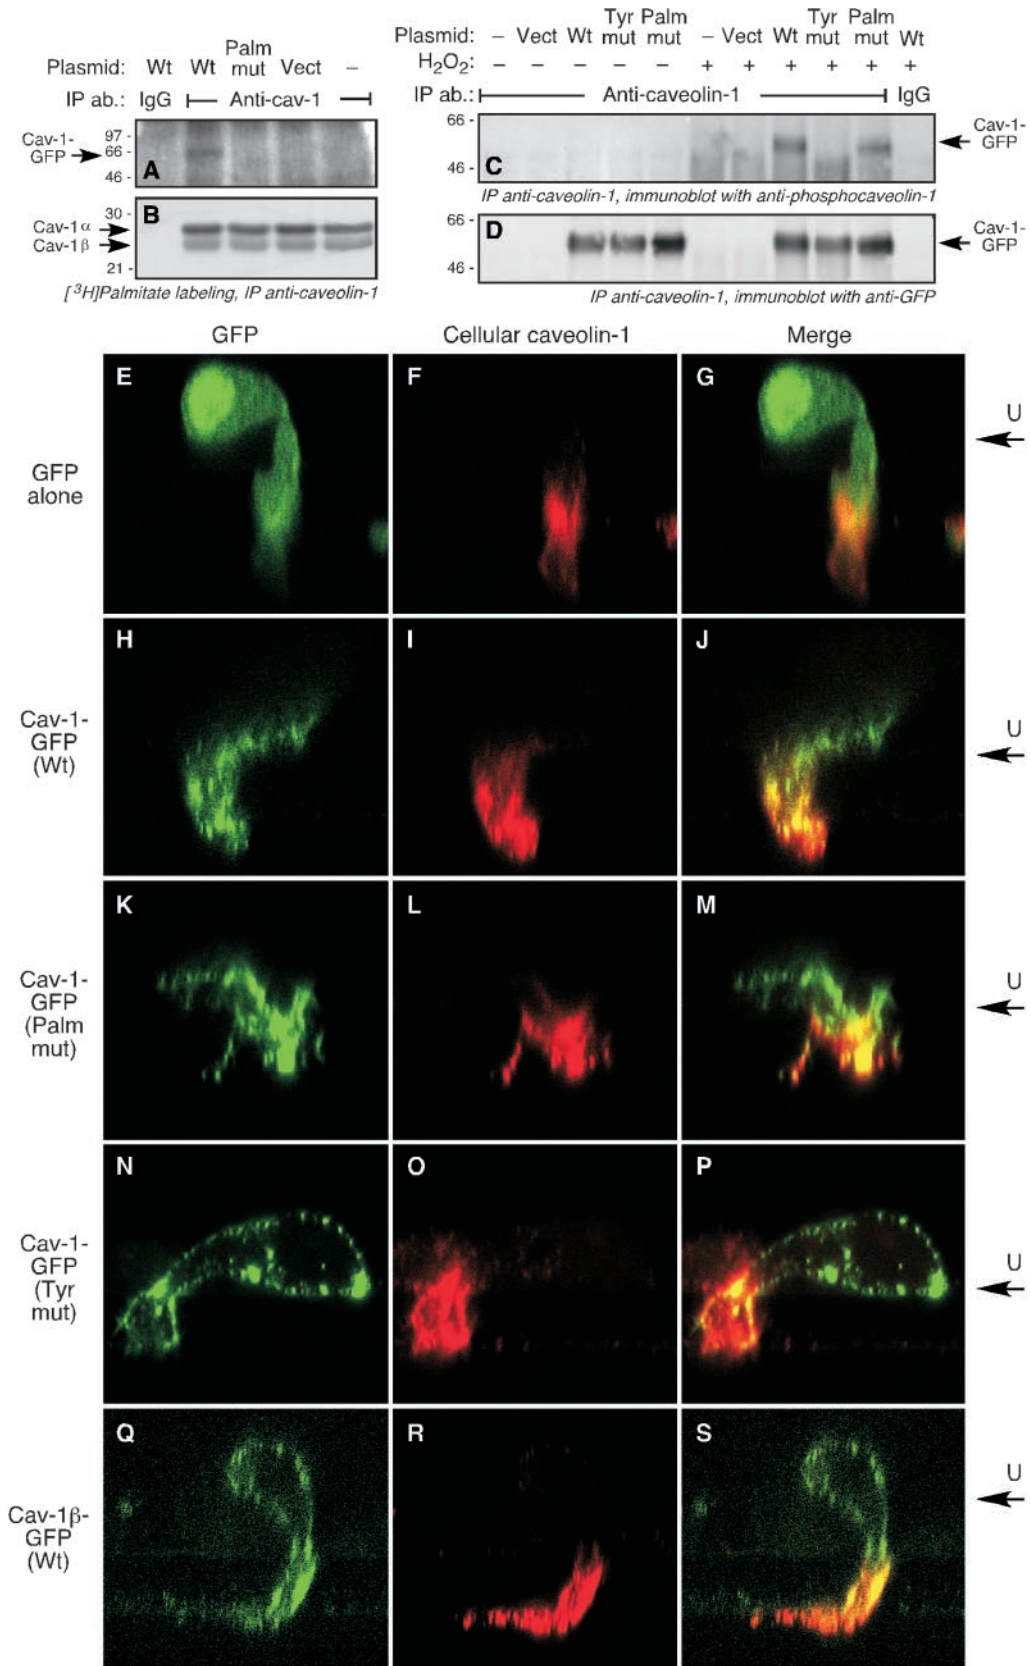 Plasmid: Wt Wt Palm mut Vect –
IP ab.: IgG Anti-cav-1
Cav-1-GFP
97 -
66 -
46 -
A
Cav-1α
Cav-1β
30 -
21 -
B
[³H]Palmitate labeling, IP anti-caveolin-1
Plasmid: – Vect Wt Tyr mut Palm mut – Vect Wt Tyr mut Palm mut Wt
H₂O₂: – – – – – + + + + + +
IP ab.: Anti-caveolin-1 IgG
66 -
46 -
C
Cav-1-GFP
IP anti-caveolin-1, immunoblot with anti-phosphocaveolin-1
66 -
46 -
D
Cav-1-GFP
IP anti-caveolin-1, immunoblot with anti-GFP
GFP Cellular caveolin-1 Merge
GFP
alone
E F G
U
Cav-1-
GFP
(Wt)
H I J
U
Cav-1-
GFP
(Palm
mut)
K L M
U
Cav-1-
GFP
(Tyr
mut)
N O P
U
Cav-1β-
GFP
(Wt)
Q R S
U